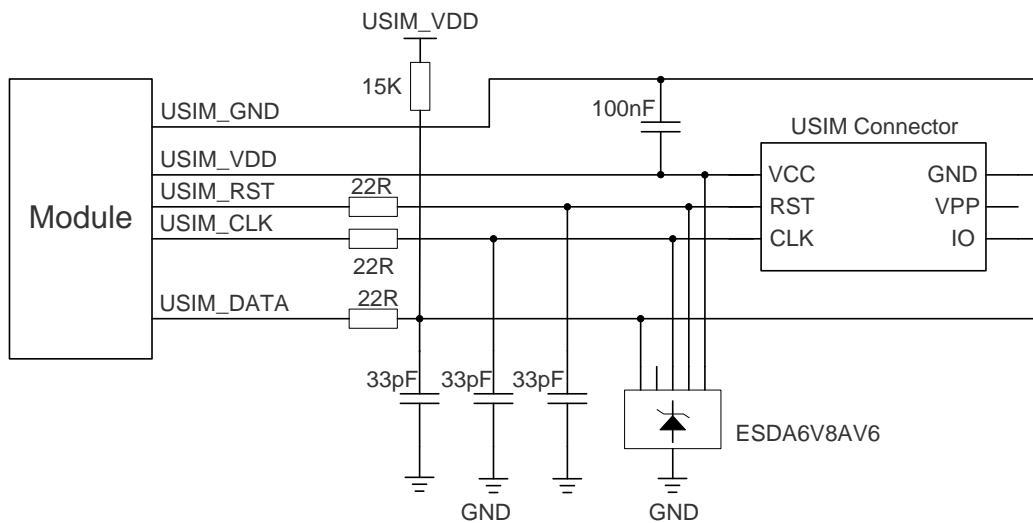 USIM_VDD
15K
USIM_GND
100nF
USIM Connector
USIM_VDD
VCC
GND
USIM_RST
22R
RST
VPP
Module
USIM_CLK
CLK
IO
22R
USIM_DATA
22R
33pF
33pF
33pF
ESDA6V8AV6
GND
GND